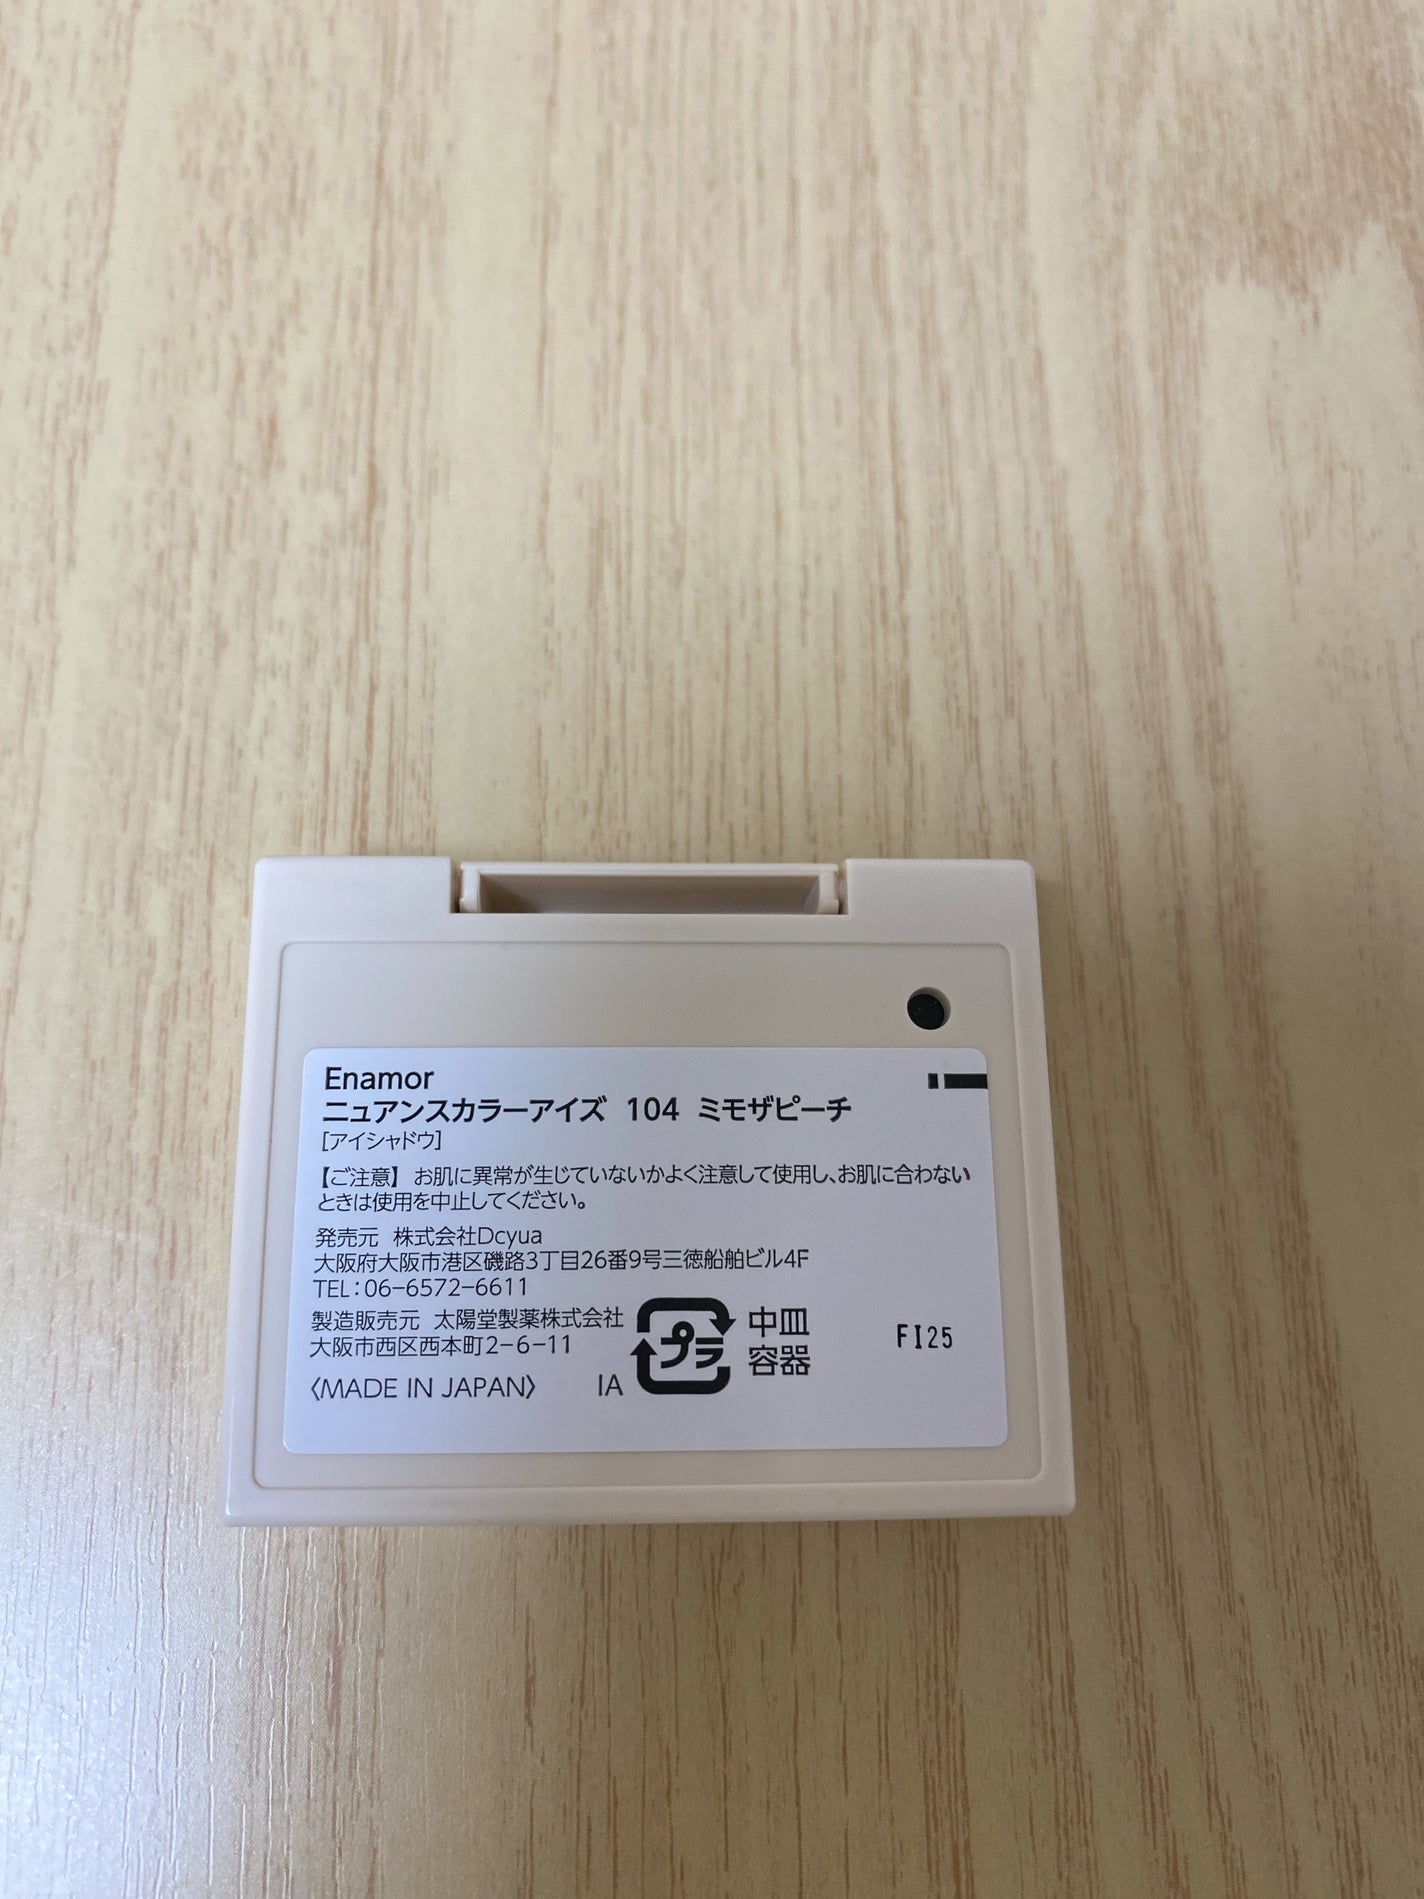 Enamor
ニュアンスカラーアイズ 104 ミモザピーチ
[アイシャドウ]
【ご注意】 お肌に異常が生じていないかよく注意して使用し、お肌に合わない
ときは使用を中止してください。
発売元 株式会社Dcyua
大阪府大阪市港区磯路3丁目26番9号三徳船舶ビル4F
TEL：06-6572-6611
製造販売元 太陽堂製薬株式会社
大阪市西区西本町2-6-11
〈MADE IN JAPAN〉 IA
プラ
中皿
容器
FI25